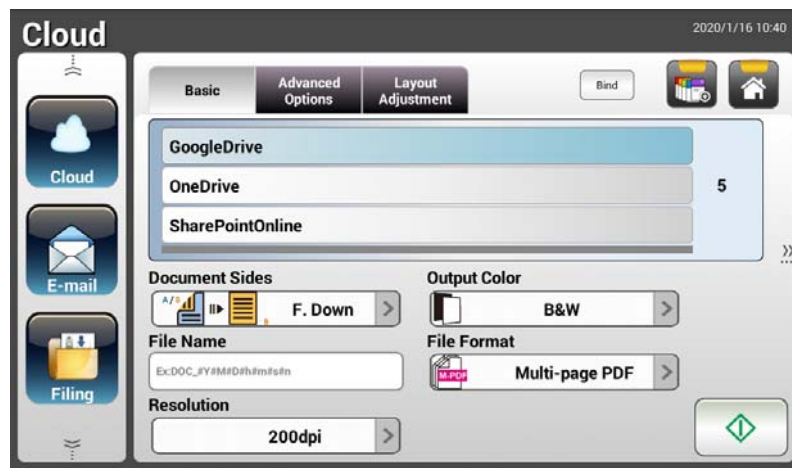 Cloud
2020/1/16 10:40
Basic
Advanced
Options
Layout
Adjustment
Bind
Cloud
GoogleDrive
OneDrive
SharePointOnline
5
E-mail
Document Sides
Output Color
F. Down
B&W
File Name
File Format
Ex:DOC_#Y#M#D#h#m#s#n
M-PDF
Multi-page PDF
Filing
Resolution
200dpi